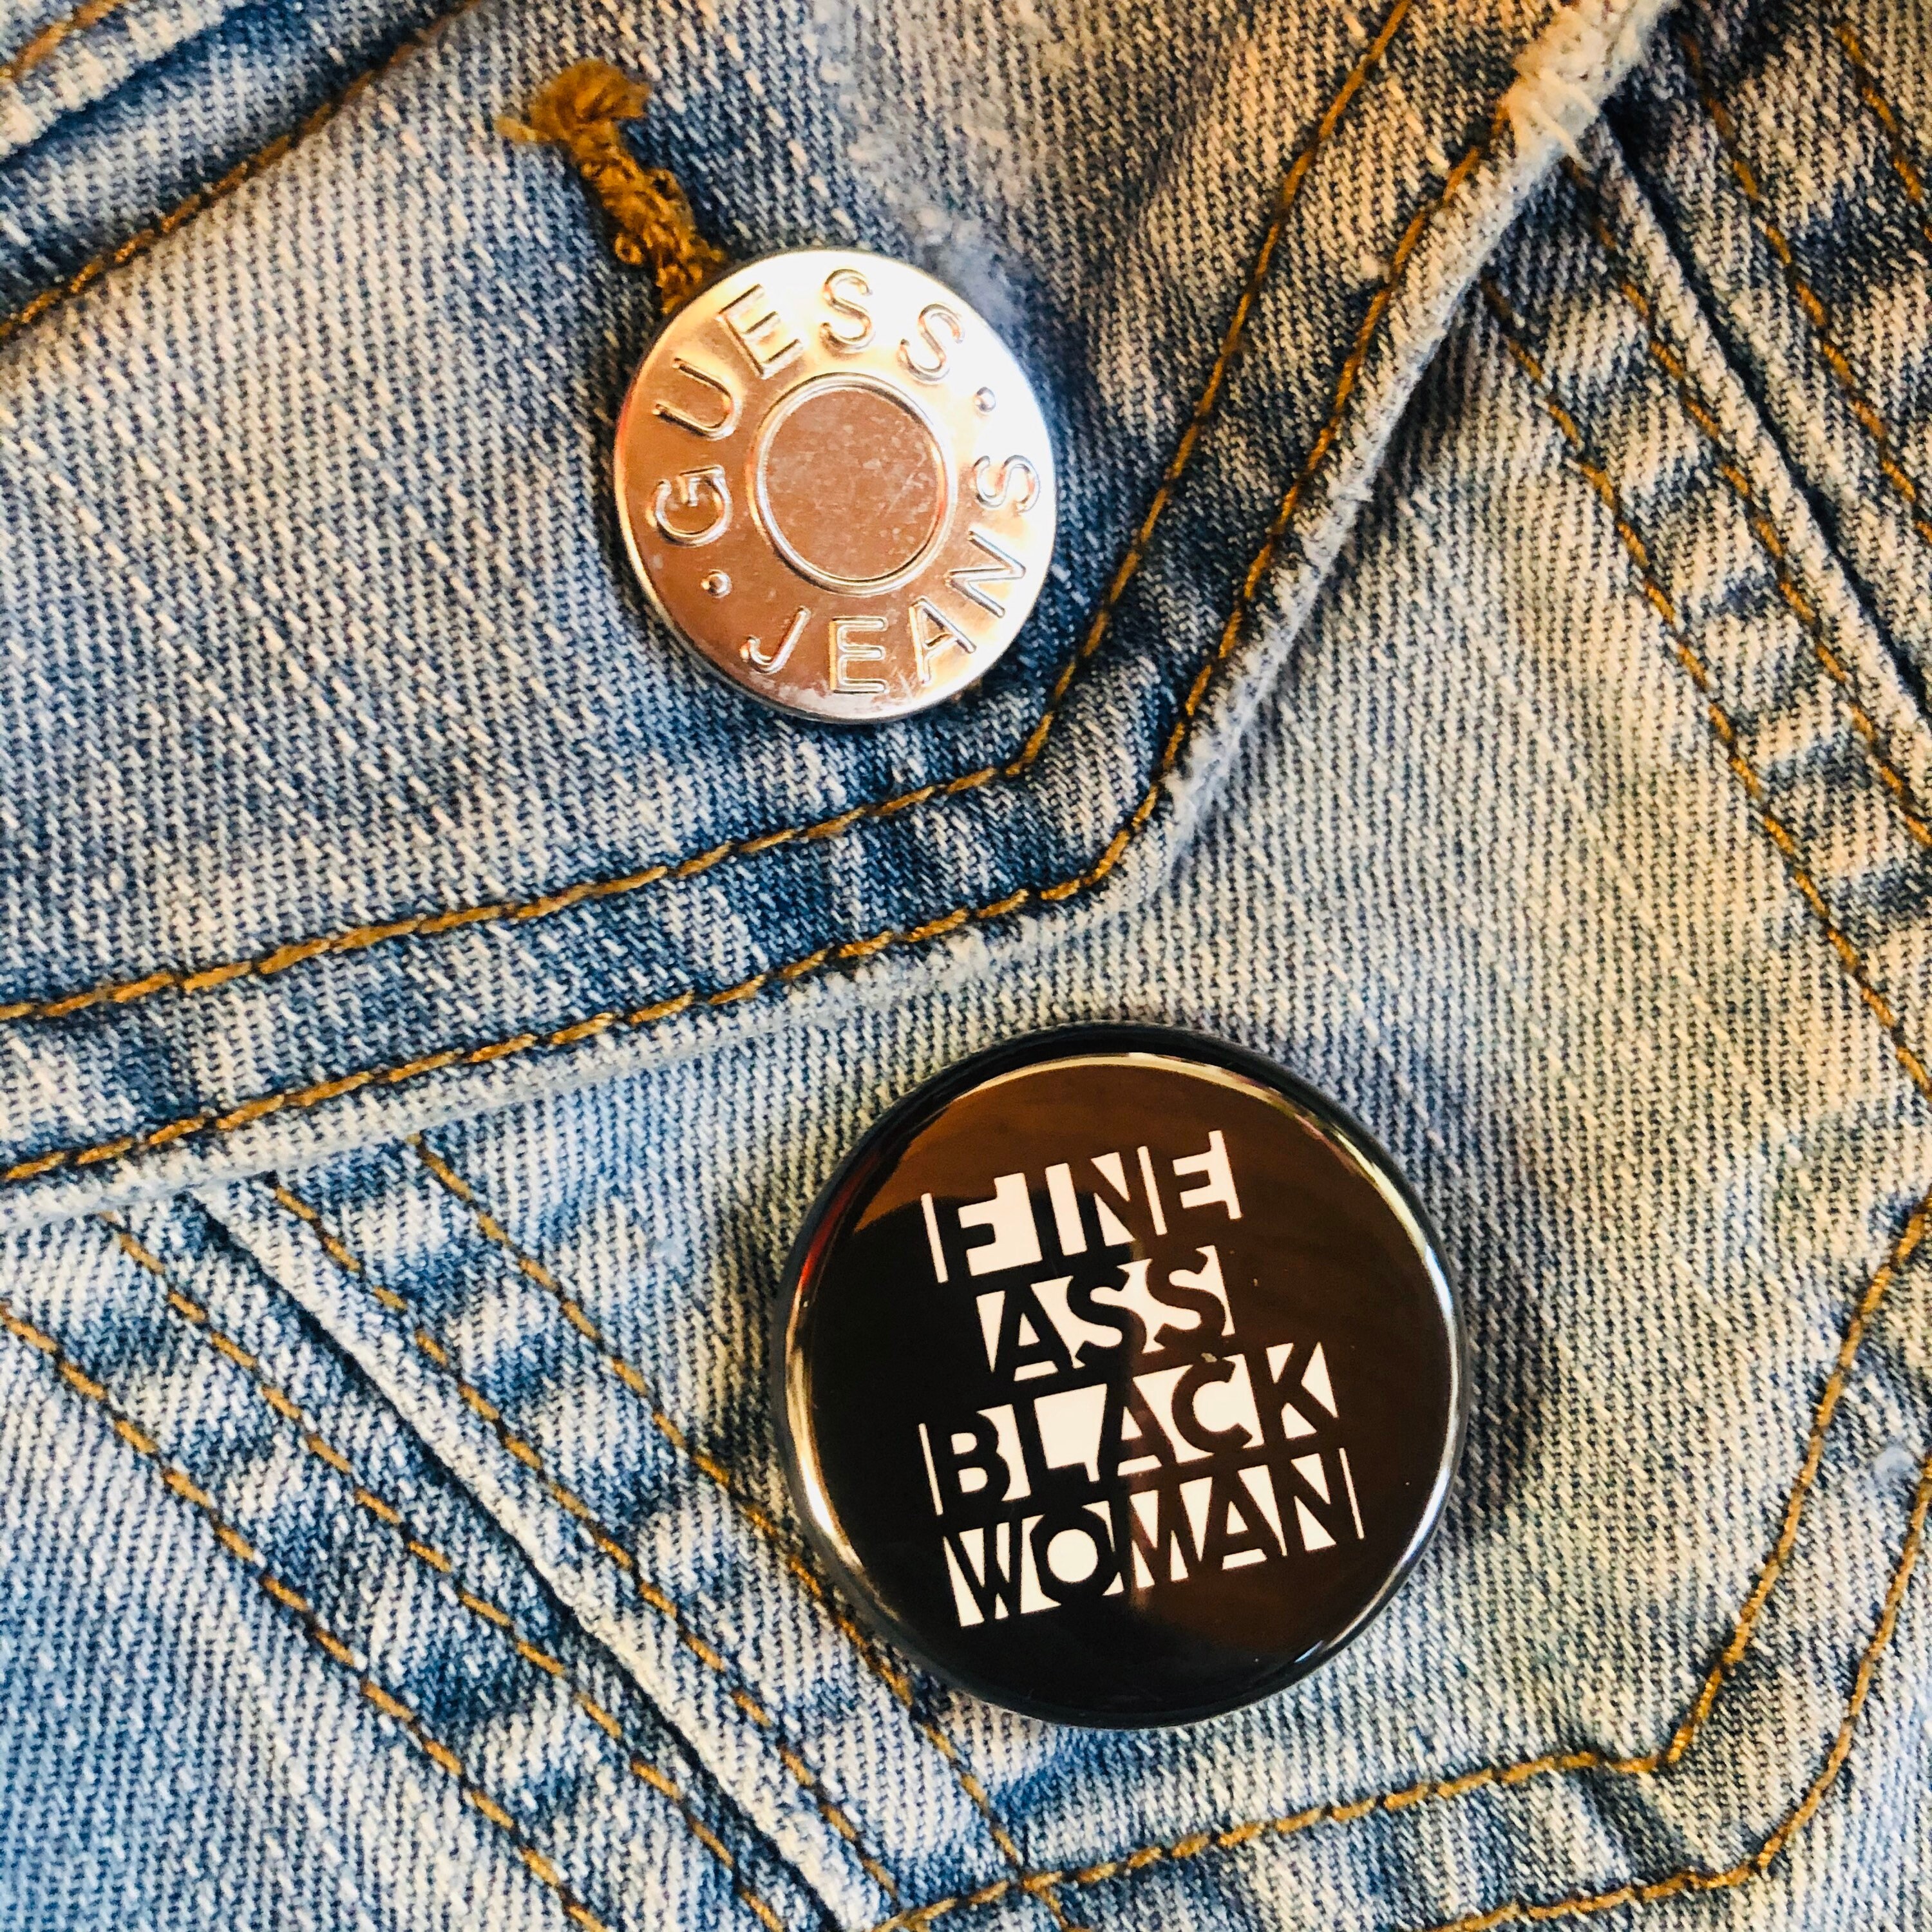 GUESS · JEANS ·
FINE
ASS
BLACK
WOMAN